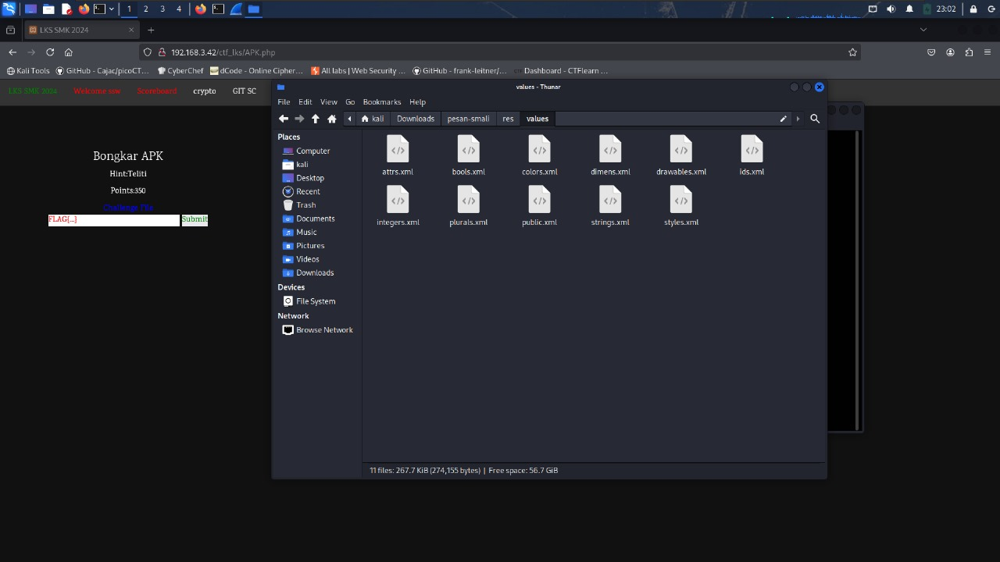 1 2 3 4 23:02
LKS SMK 2024
192.168.3.42/ctf_lks/APK.php
Kali Tools GitHub - Cajac/picoCT… CyberChef dCode - Online Cipher… All labs | Web Security … GitHub - frank-leitner/… Dashboard - CTFlearn …
LKS SMK 2024 Welcome ssw Scoreboard crypto GIT SC
Bongkar APK
Hint:Teliti
Points:350
Challenge File
FLAG{...} Submit
values - Thunar
File Edit View Go Bookmarks Help
kali Downloads pesan-smali res values
Places
Computer
kali
Desktop
Recent
Trash
Documents
Music
Pictures
Videos
Downloads
Devices
File System
Network
Browse Network
attrs.xml bools.xml colors.xml dimens.xml drawables.xml ids.xml
integers.xml plurals.xml public.xml strings.xml styles.xml
11 files: 267.7 KiB (274,155 bytes) | Free space: 56.7 GiB